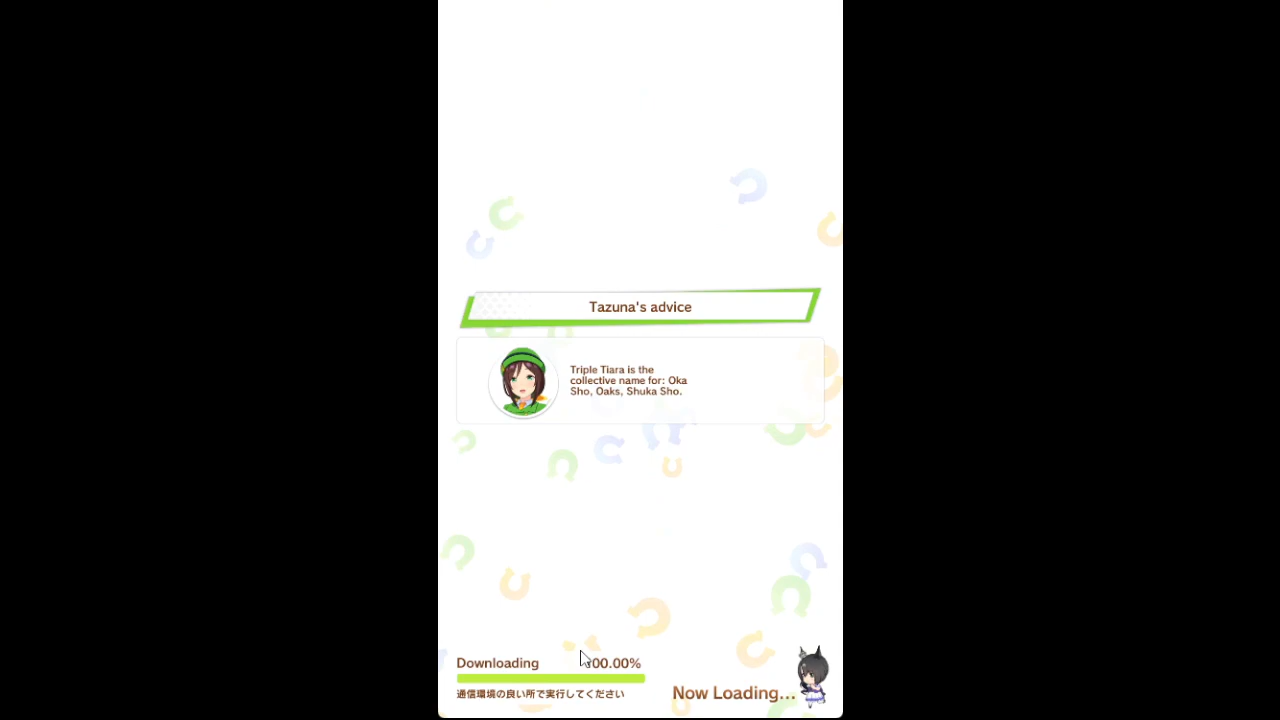 Tazuna's advice
Triple Tiara is the
collective name for: Oka
Sho, Oaks, Shuka Sho.
Downloading
00.00%
通信環境の良い所で実行してください
Now Loading...